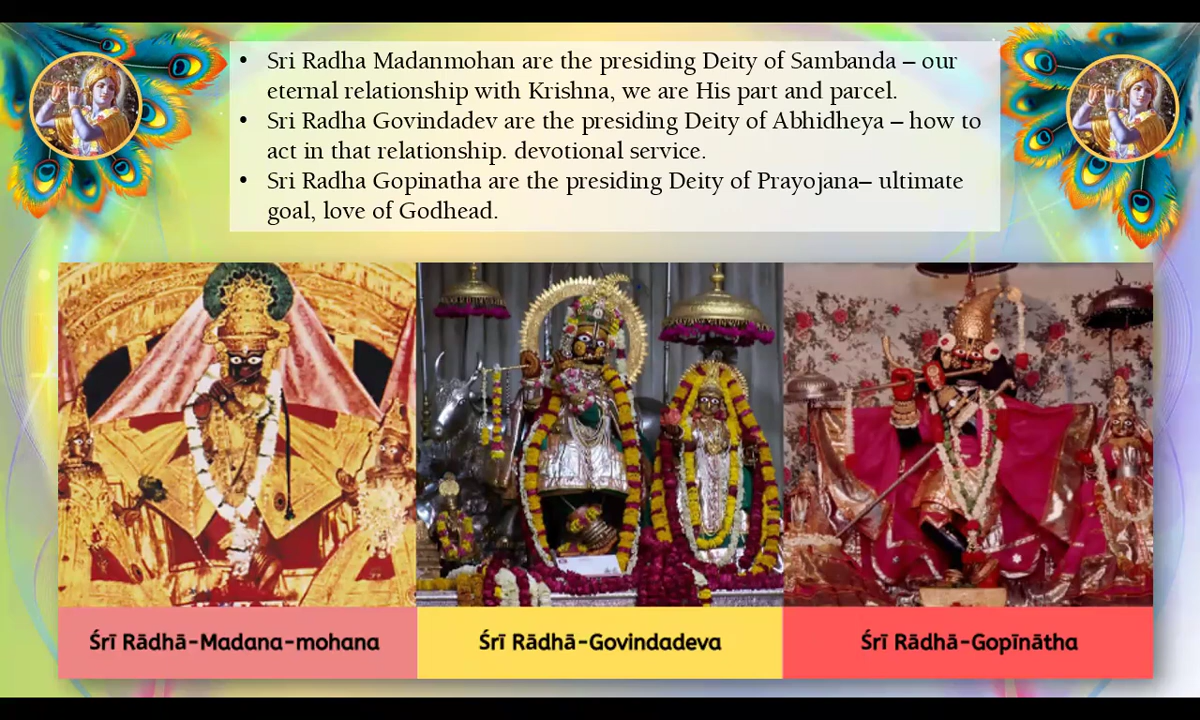 • Sri Radha Madanmohan are the presiding Deity of Sambanda – our
eternal relationship with Krishna, we are His part and parcel.
• Sri Radha Govindadev are the presiding Deity of Abhidheya – how to
act in that relationship. devotional service.
• Sri Radha Gopinatha are the presiding Deity of Prayojana– ultimate
goal, love of Godhead.
Śrī Rādhā-Madana-mohana
Śrī Rādhā-Govindadeva
Śrī Rādhā-Gopīnātha